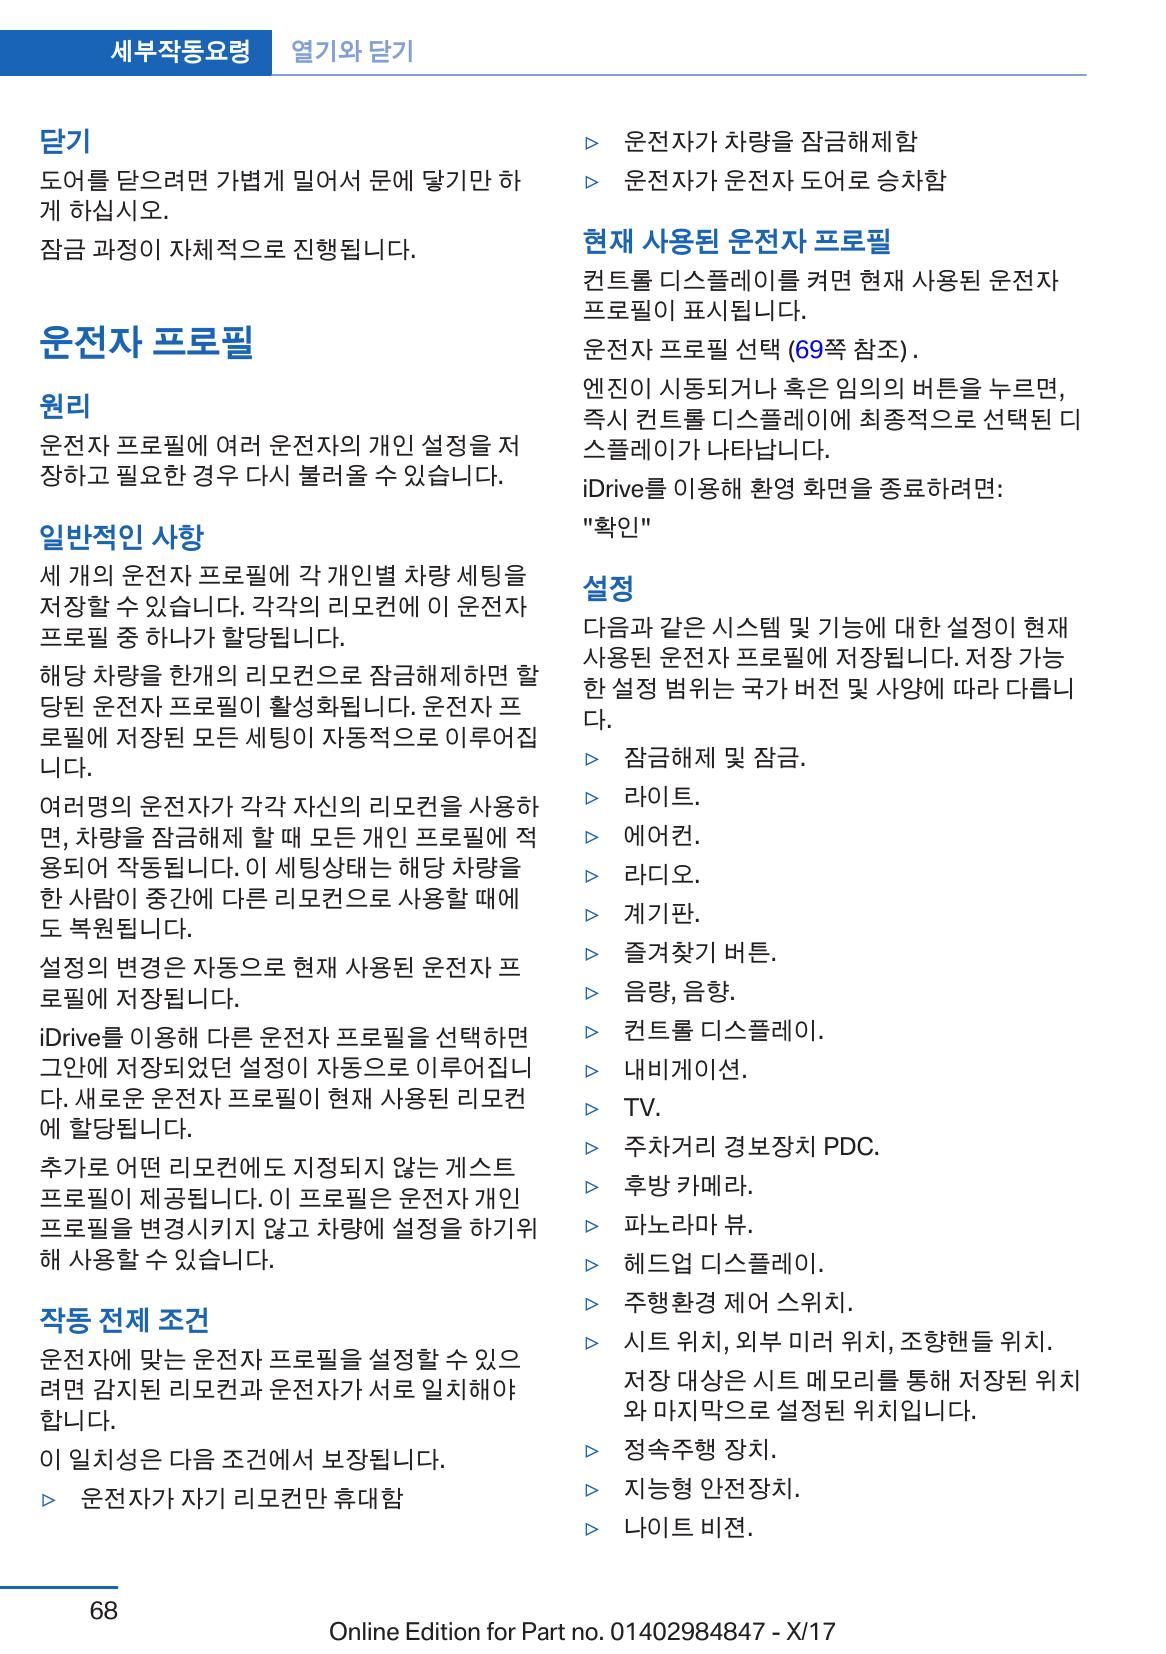 세부작동요령 열기와 닫기
닫기
도어를 닫으려면 가볍게 밀어서 문에 닿기만 하
게 하십시오.
잠금 과정이 자체적으로 진행됩니다.
운전자 프로필
원리
운전자 프로필에 여러 운전자의 개인 설정을 저
장하고 필요한 경우 다시 불러올 수 있습니다.
일반적인 사항
세 개의 운전자 프로필에 각 개인별 차량 세팅을
저장할 수 있습니다. 각각의 리모컨에 이 운전자
프로필 중 하나가 할당됩니다.
해당 차량을 한개의 리모컨으로 잠금해제하면 할
당된 운전자 프로필이 활성화됩니다. 운전자 프
로필에 저장된 모든 세팅이 자동적으로 이루어집
니다.
여러명의 운전자가 각각 자신의 리모컨을 사용하
면, 차량을 잠금해제 할 때 모든 개인 프로필에 적
용되어 작동됩니다. 이 세팅상태는 해당 차량을
한 사람이 중간에 다른 리모컨으로 사용할 때에
도 복원됩니다.
설정의 변경은 자동으로 현재 사용된 운전자 프
로필에 저장됩니다.
iDrive를 이용해 다른 운전자 프로필을 선택하면
그안에 저장되었던 설정이 자동으로 이루어집니
다. 새로운 운전자 프로필이 현재 사용된 리모컨
에 할당됩니다.
추가로 어떤 리모컨에도 지정되지 않는 게스트
프로필이 제공됩니다. 이 프로필은 운전자 개인
프로필을 변경시키지 않고 차량에 설정을 하기위
해 사용할 수 있습니다.
작동 전제 조건
운전자에 맞는 운전자 프로필을 설정할 수 있으
려면 감지된 리모컨과 운전자가 서로 일치해야
합니다.
이 일치성은 다음 조건에서 보장됩니다.
▷ 운전자가 자기 리모컨만 휴대함
▷ 운전자가 차량을 잠금해제함
▷ 운전자가 운전자 도어로 승차함
현재 사용된 운전자 프로필
컨트롤 디스플레이를 켜면 현재 사용된 운전자
프로필이 표시됩니다.
운전자 프로필 선택 (69쪽 참조) .
엔진이 시동되거나 혹은 임의의 버튼을 누르면,
즉시 컨트롤 디스플레이에 최종적으로 선택된 디
스플레이가 나타납니다.
iDrive를 이용해 환영 화면을 종료하려면:
"확인"
설정
다음과 같은 시스템 및 기능에 대한 설정이 현재
사용된 운전자 프로필에 저장됩니다. 저장 가능
한 설정 범위는 국가 버전 및 사양에 따라 다릅니
다.
▷ 잠금해제 및 잠금.
▷ 라이트.
▷ 에어컨.
▷ 라디오.
▷ 계기판.
▷ 즐겨찾기 버튼.
▷ 음량, 음향.
▷ 컨트롤 디스플레이.
▷ 내비게이션.
▷ TV.
▷ 주차거리 경보장치 PDC.
▷ 후방 카메라.
▷ 파노라마 뷰.
▷ 헤드업 디스플레이.
▷ 주행환경 제어 스위치.
▷ 시트 위치, 외부 미러 위치, 조향핸들 위치.
저장 대상은 시트 메모리를 통해 저장된 위치
와 마지막으로 설정된 위치입니다.
▷ 정속주행 장치.
▷ 지능형 안전장치.
▷ 나이트 비젼.
68
Online Edition for Part no. 01402984847 - X/17